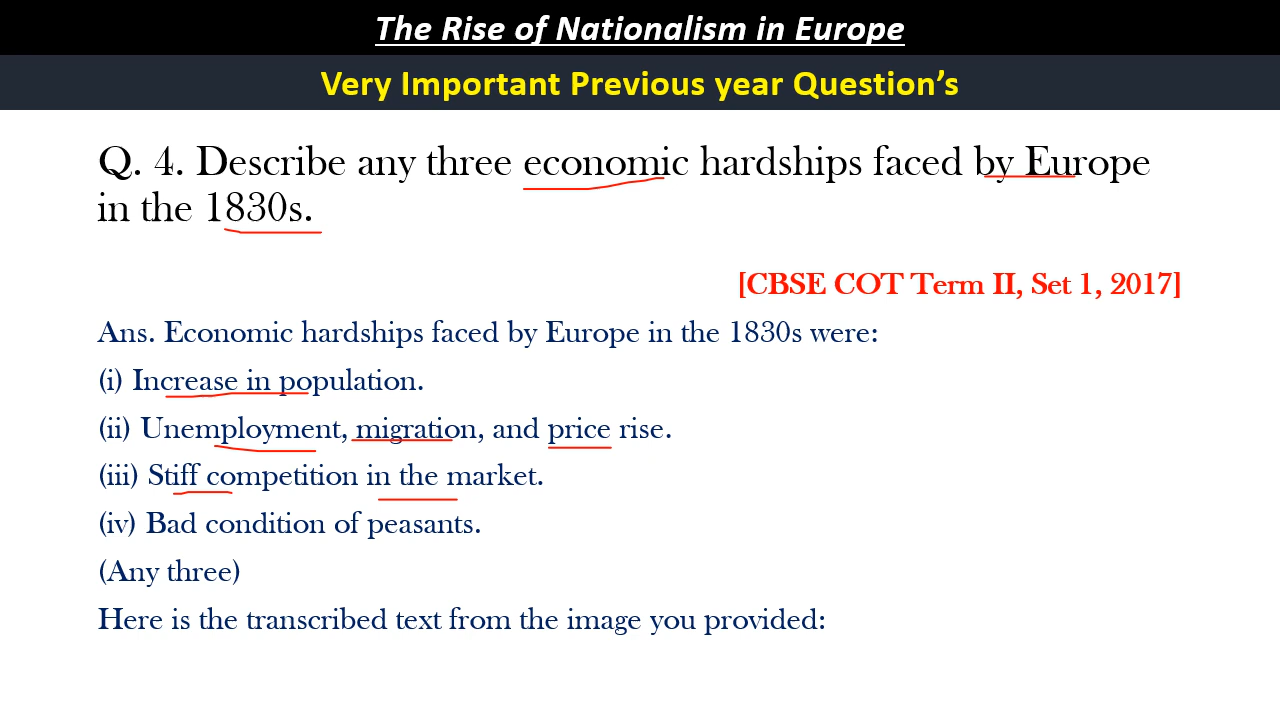 The Rise of Nationalism in Europe
Very Important Previous year Question’s
Q. 4. Describe any three economic hardships faced by Europe
in the 1830s.
[CBSE COT Term II, Set 1, 2017]
Ans. Economic hardships faced by Europe in the 1830s were:
(i) Increase in population.
(ii) Unemployment, migration, and price rise.
(iii) Stiff competition in the market.
(iv) Bad condition of peasants.
(Any three)
Here is the transcribed text from the image you provided: